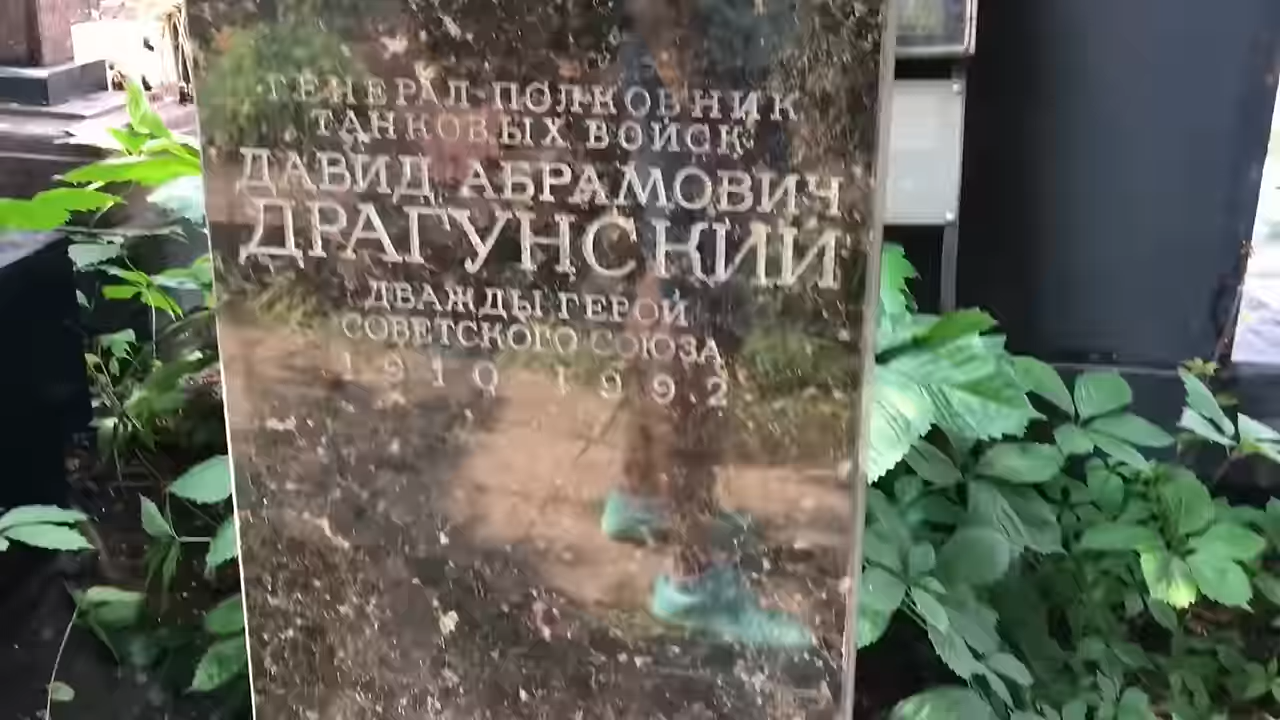 ГЕНЕРАЛ-ПОЛКОВНИК
ТАНКОВЫХ ВОЙСК
ДАВИД АБРАМОВИЧ
ДРАГУНСКИЙ
ДВАЖДЫ ГЕРОЙ
СОВЕТСКОГО СОЮЗА
1910 1992